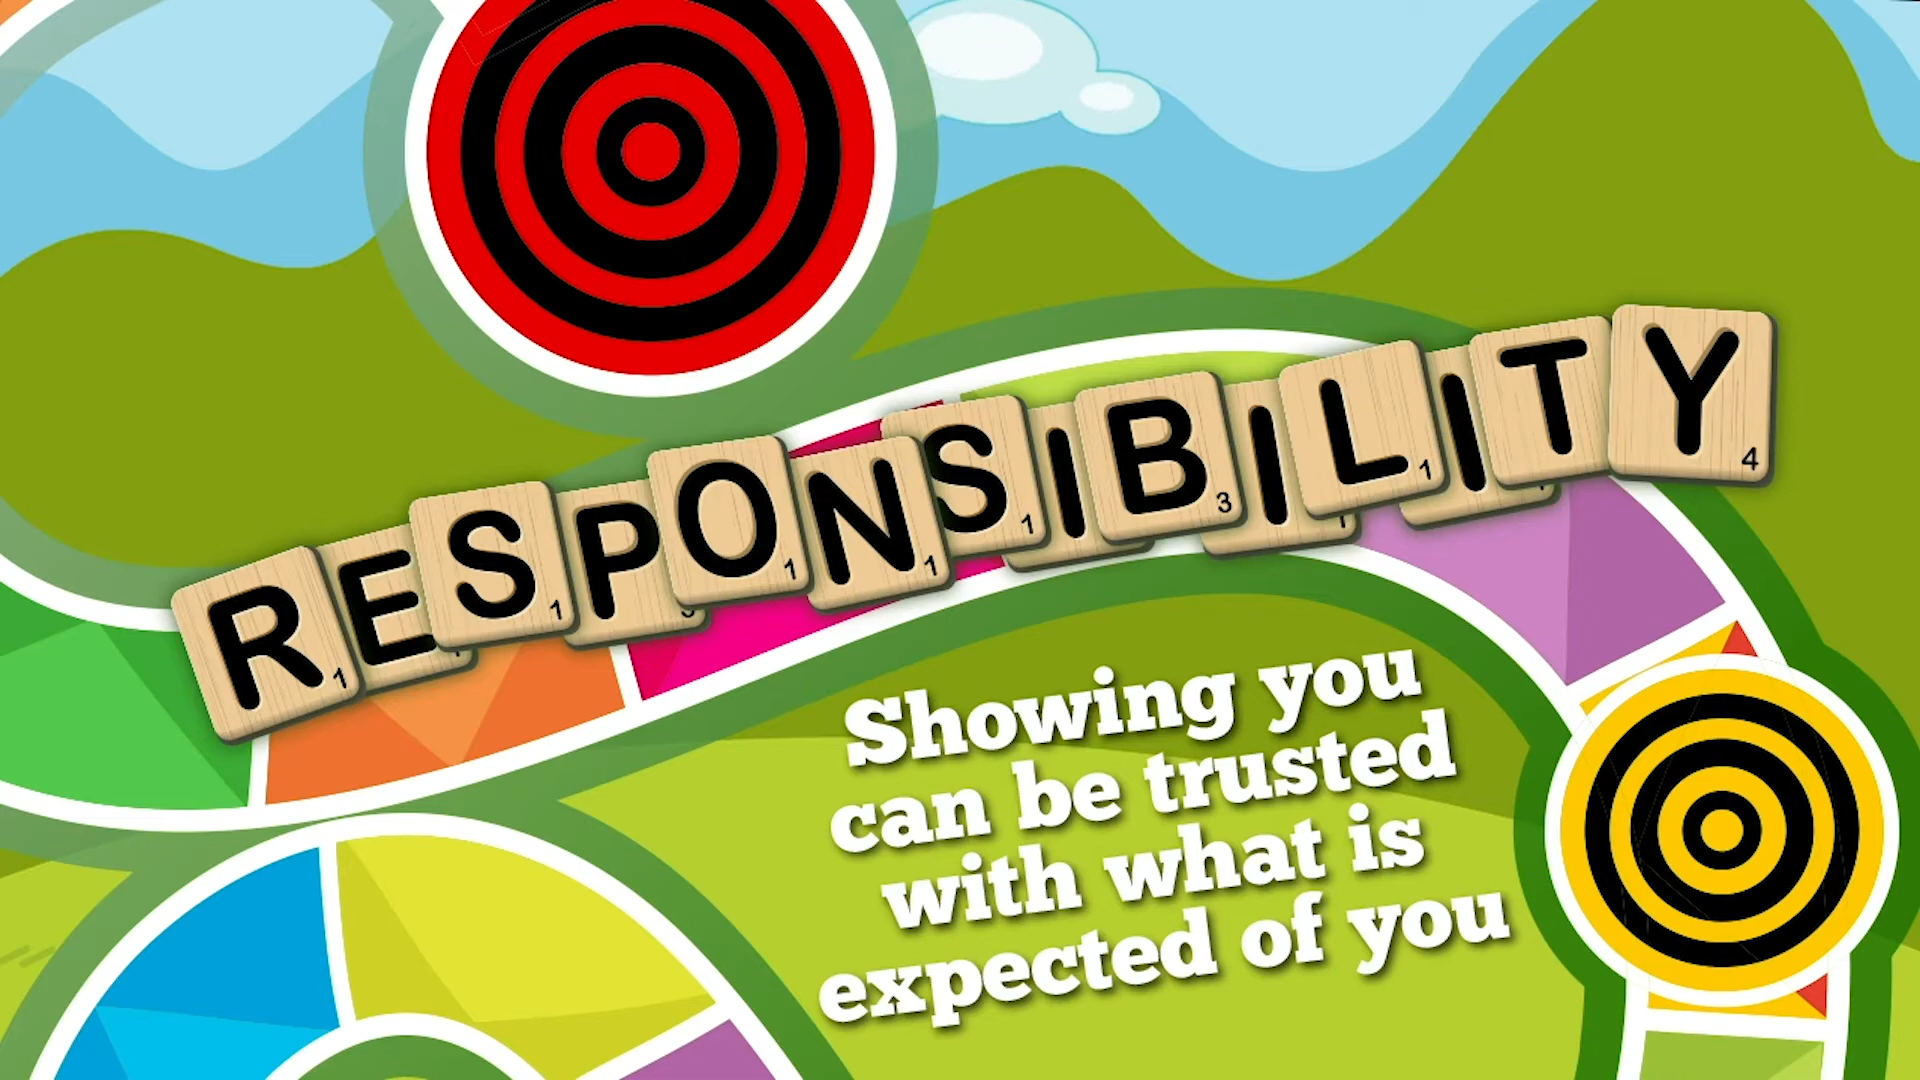 RESPONSIBILITY
Showing you
can be trusted
with what is
expected of you